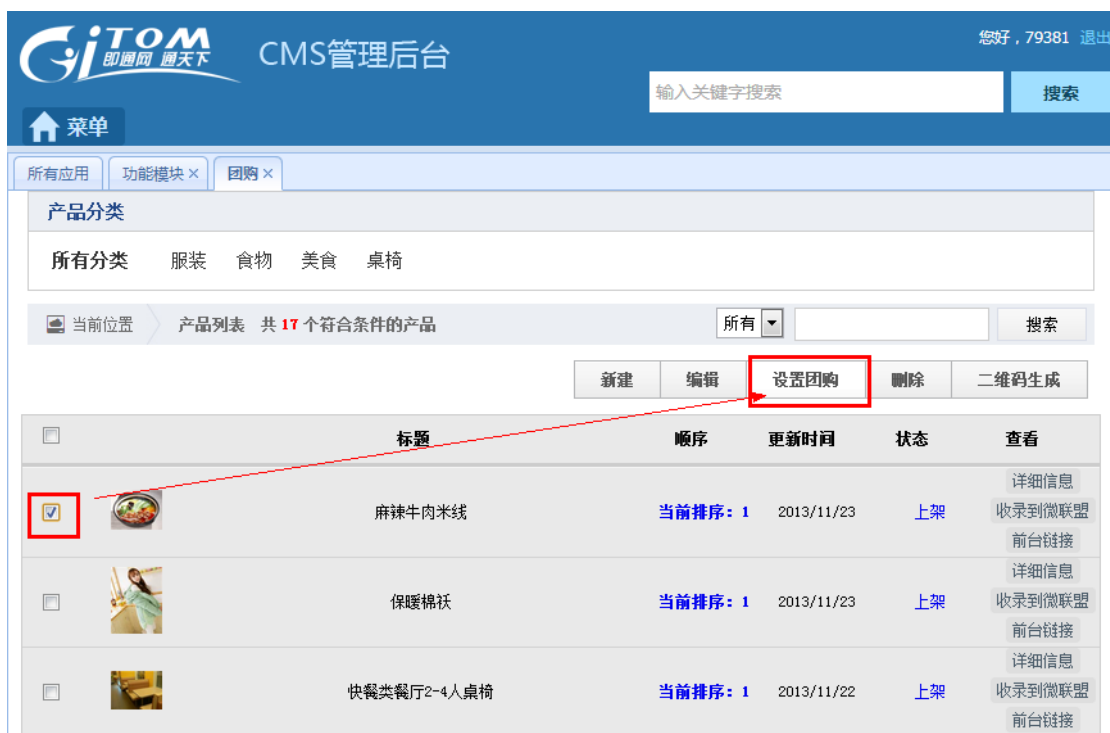 GiTOM
即通网 通天下
CMS管理后台
您好，79381 退出
输入关键字搜索 搜索
菜单
所有应用 功能模块 × 团购 ×
产品分类
所有分类 服装 食物 美食 桌椅
当前位置 产品列表 共 17 个符合条件的产品 所有 搜索
新建 编辑 设置团购 删除 二维码生成
标题 顺序 更新时间 状态 查看
详细信息
麻辣牛肉米线 当前排序：1 2013/11/23 上架 收录到微联盟
前台链接
详细信息
保暖棉袄 当前排序：1 2013/11/23 上架 收录到微联盟
前台链接
详细信息
快餐类餐厅2-4人桌椅 当前排序：1 2013/11/22 上架 收录到微联盟
前台链接